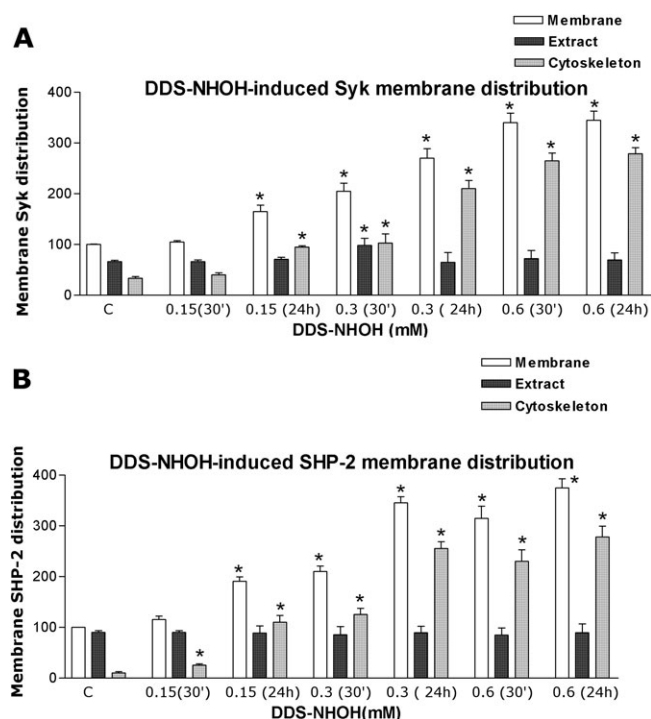 A
Membrane
Extract
Cytoskeleton
DDS-NHOH-induced Syk membrane distribution
Membrane Syk distribution
400
300
200
100
0
* * * * * * * * * * *
C 0.15(30') 0.15 (24h) 0.3 (30') 0.3 ( 24h) 0.6 (30') 0.6 (24h)
DDS-NHOH (mM)
B
Membrane
Extract
Cytoskeleton
DDS-NHOH-induced SHP-2 membrane distribution
Membrane SHP-2 distribution
400
300
200
100
0
* * * * * * * * * * *
C 0.15(30') 0.15 (24h) 0.3 (30') 0.3 ( 24h) 0.6 (30') 0.6 (24h)
DDS-NHOH(mM)